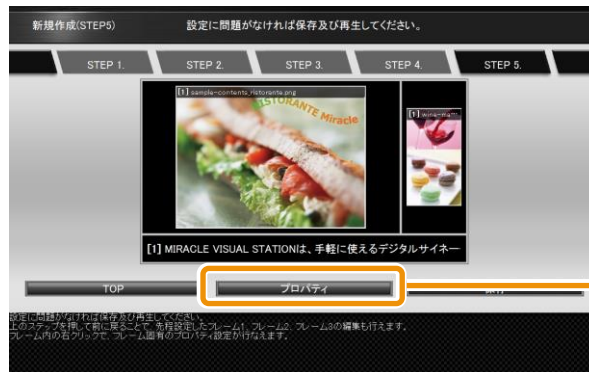 新規作成(STEP5)
設定に問題がなければ保存及び再生してください。
STEP 1.
STEP 2.
STEP 3.
STEP 4.
STEP 5.
[1] sample-contents_ristorante.png
RISTORANTE Miracle
[1] wine-menu
[1] MIRACLE VISUAL STATIONは、手軽に使えるデジタルサイネー
TOP
プロパティ
設定に問題がなければ保存及び再生してください。
上のステップを押して前に戻ることで、先程設定したフレーム1、フレーム2、フレーム3の編集も行えます。
フレーム内の右クリックで、フレーム固有のプロパティ設定が行なえます。